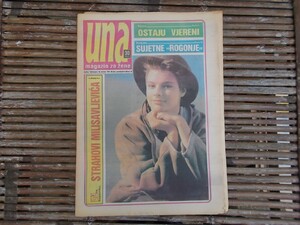 una
magazin za žene
OSTAJU VJERENI
SUJETNE »ROGONJE«
STRAHOVI MILISAVLJEVIĆA!